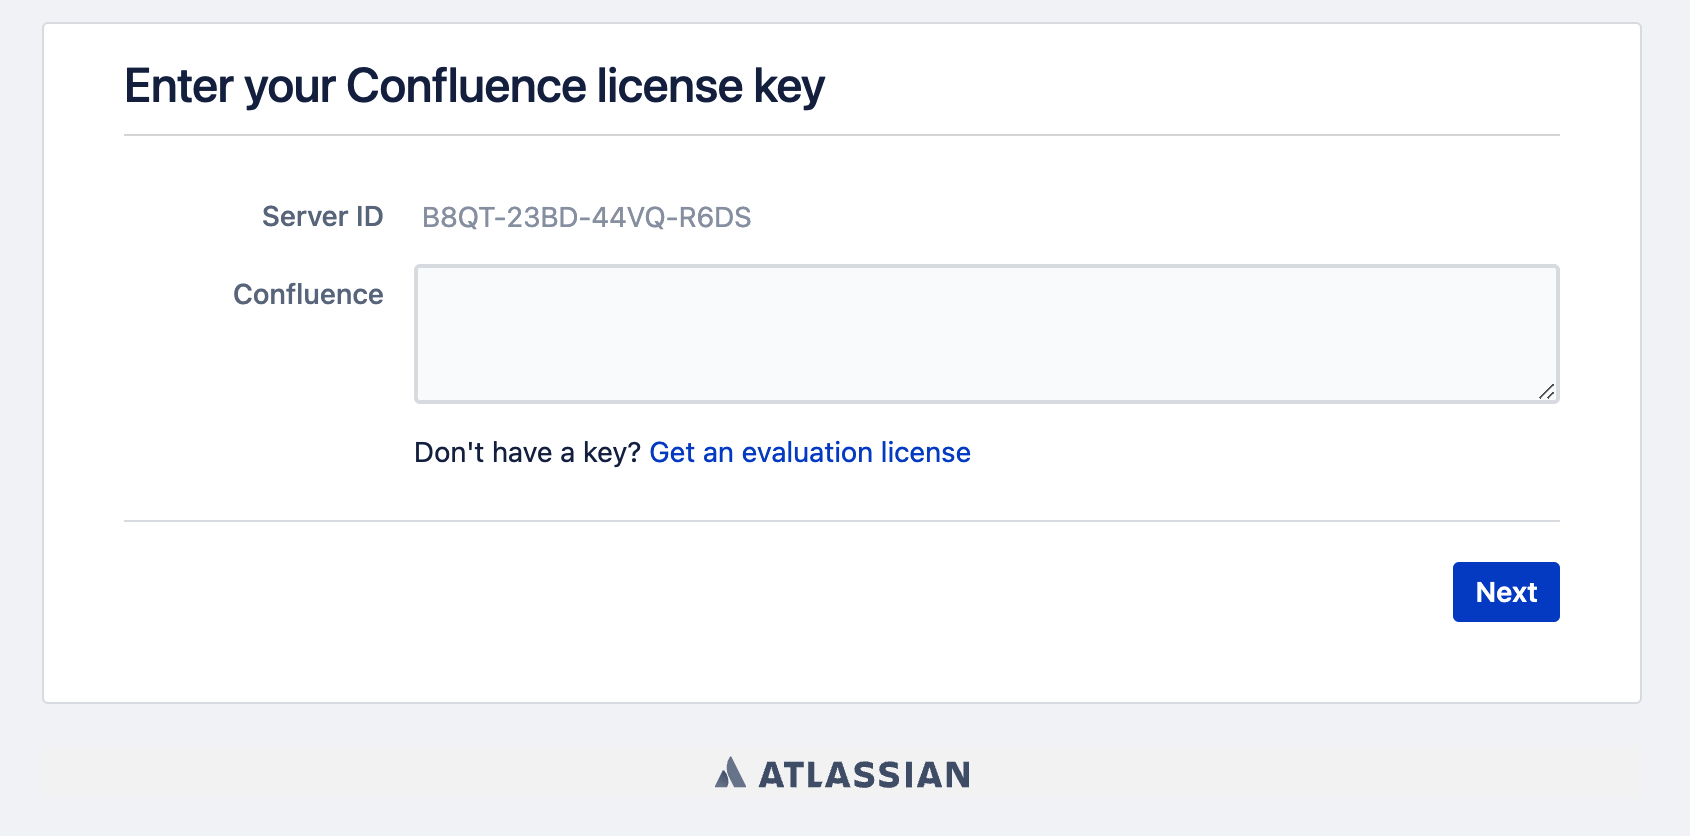 Enter your Confluence license key
Server ID B8QT-23BD-44VQ-R6DS
Confluence
Don't have a key? Get an evaluation license
Next
ATLASSIAN